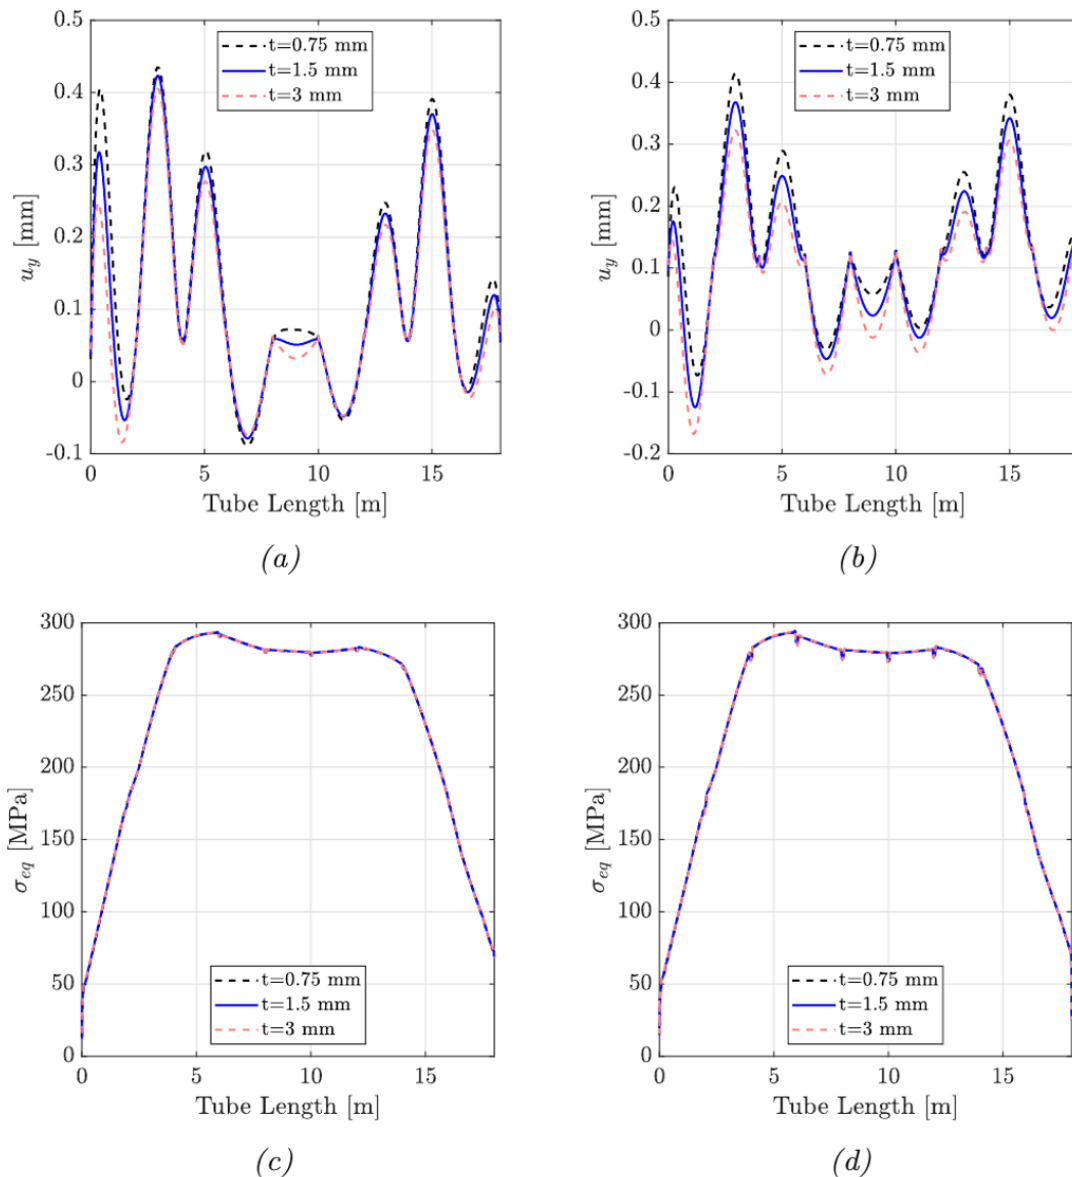 0.5
0.4
0.3
0.2
0.1
0
-0.1
u_y [mm]
t=0.75 mm
t=1.5 mm
t=3 mm
0 5 10 15
Tube Length [m]
(a)
0.5
0.4
0.3
0.2
0.1
0
-0.1
-0.2
u_y [mm]
t=0.75 mm
t=1.5 mm
t=3 mm
0 5 10 15
Tube Length [m]
(b)
300
250
200
150
100
50
0
σ_eq [MPa]
t=0.75 mm
t=1.5 mm
t=3 mm
0 5 10 15
Tube Length [m]
(c)
300
250
200
150
100
50
0
σ_eq [MPa]
t=0.75 mm
t=1.5 mm
t=3 mm
0 5 10 15
Tube Length [m]
(d)